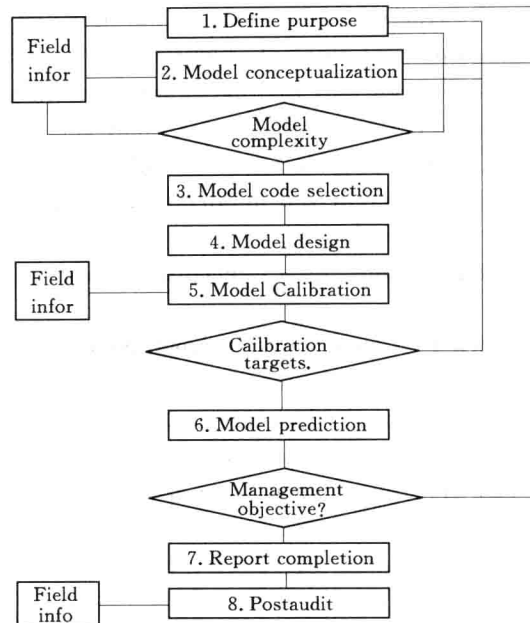 1. Define purpose
Field
infor
2. Model conceptualization
Model
complexity
3. Model code selection
4. Model design
Field
infor
5. Model Calibration
Cailbration
targets.
6. Model prediction
Management
objective?
7. Report completion
Field
info
8. Postaudit